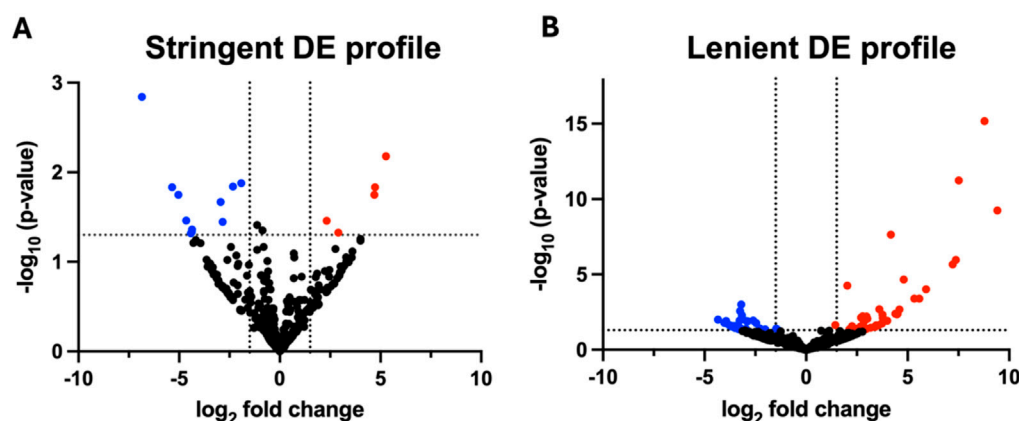 A
Stringent DE profile
3
2
1
0
-log10 (p-value)
-10
-5
0
5
10
log2 fold change
B
Lenient DE profile
15
10
5
0
-log10 (p-value)
-10
-5
0
5
10
log2 fold change